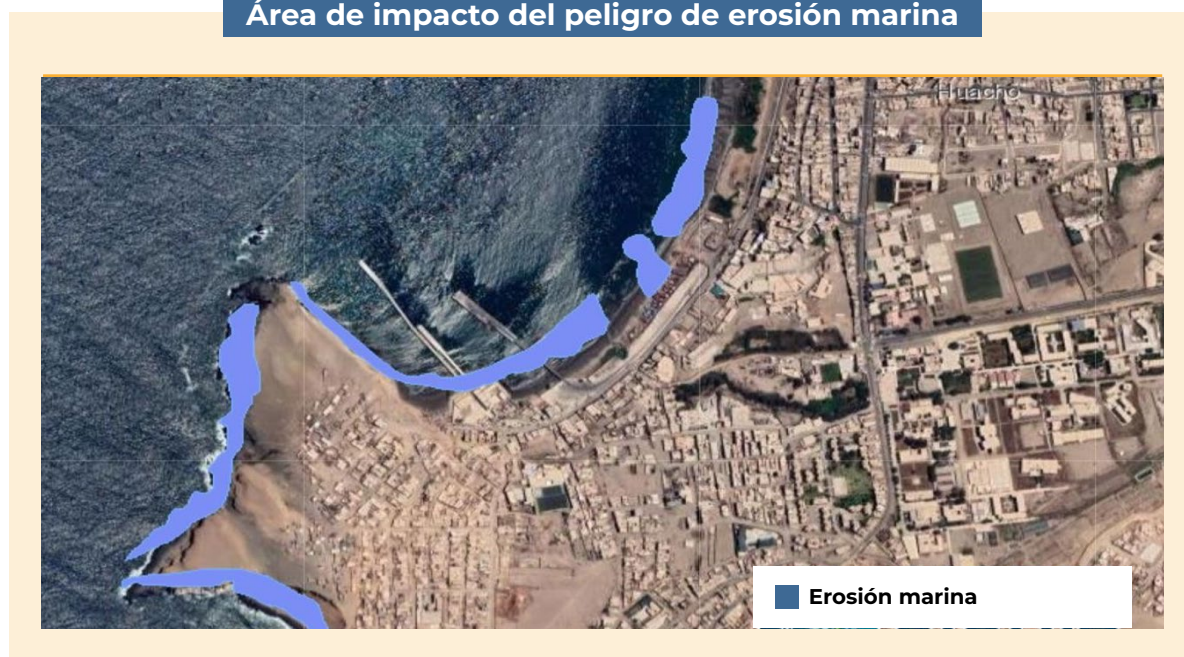 Área de impacto del peligro de erosión marina
Huacho
Erosión marina